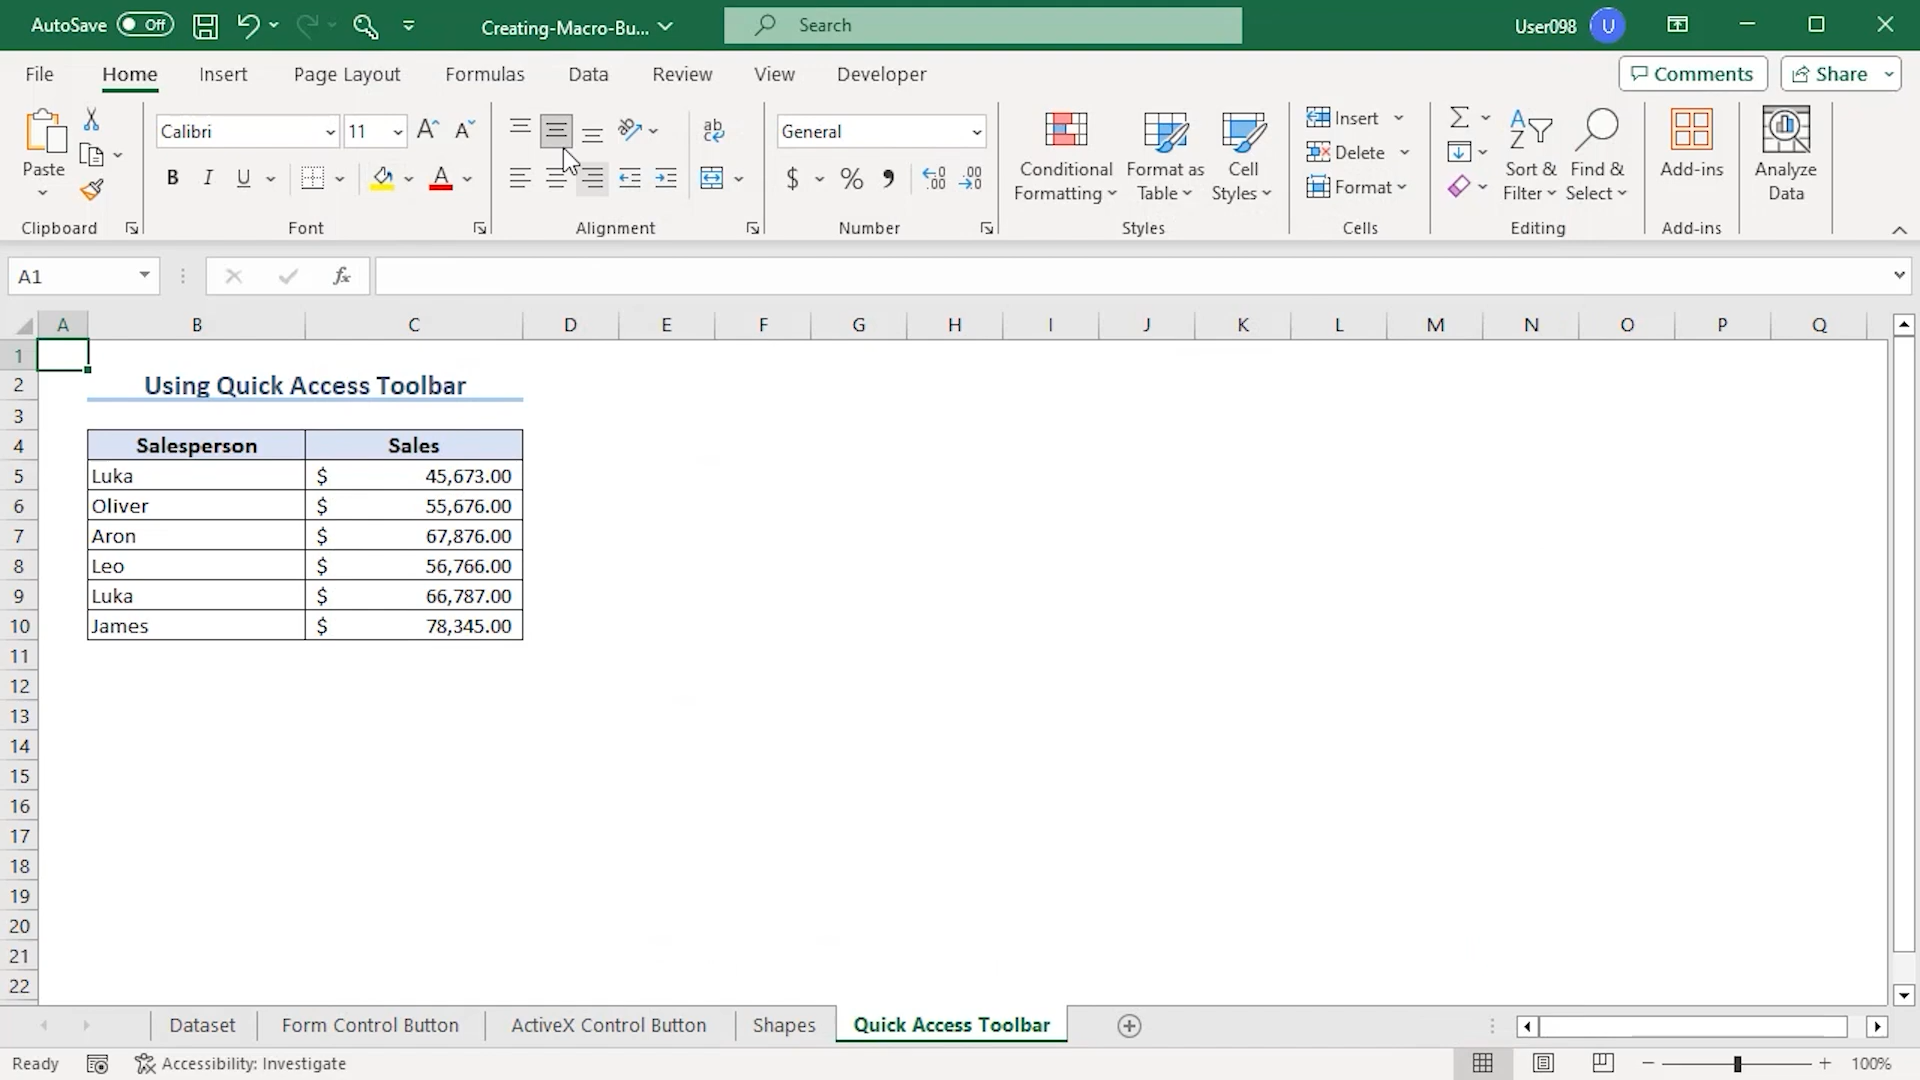 AutoSave Off Creating-Macro-Bu... Search User098 U
File Home Insert Page Layout Formulas Data Review View Developer Comments Share
Paste
Clipboard
Calibri 11
B I U A
Font
ab
Alignment
General
$ % 9
Number
Conditional Formatting
Format as Table
Cell Styles
Styles
Insert
Delete
Format
Cells
Sort & Filter
Find & Select
Editing
Add-ins
Add-ins
Analyze Data
A1 fx
A B C D E F G H I J K L M N O P Q
1
2 Using Quick Access Toolbar
3
4 Salesperson Sales
5 Luka $ 45,673.00
6 Oliver $ 55,676.00
7 Aron $ 67,876.00
8 Leo $ 56,766.00
9 Luka $ 66,787.00
10 James $ 78,345.00
11
12
13
14
15
16
17
18
19
20
21
22
Dataset Form Control Button ActiveX Control Button Shapes Quick Access Toolbar
Ready Accessibility: Investigate 100%